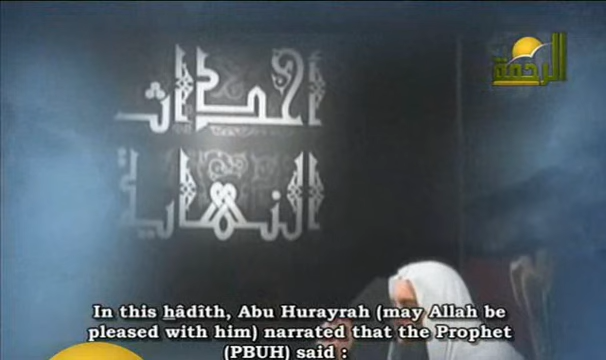 الرحمة
أحداث
النهاية
In this hâdîth, Abu Hurayrah (may Allah be
pleased with him) narrated that the Prophet
(PBUH) said :